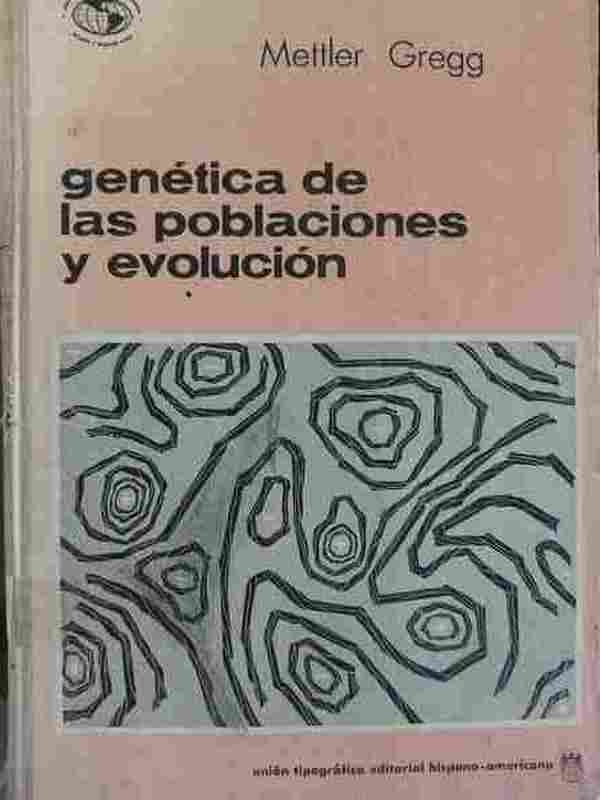 Mettler Gregg
genética de
las poblaciones
y evolución
unión tipográfica editorial hispano-americana